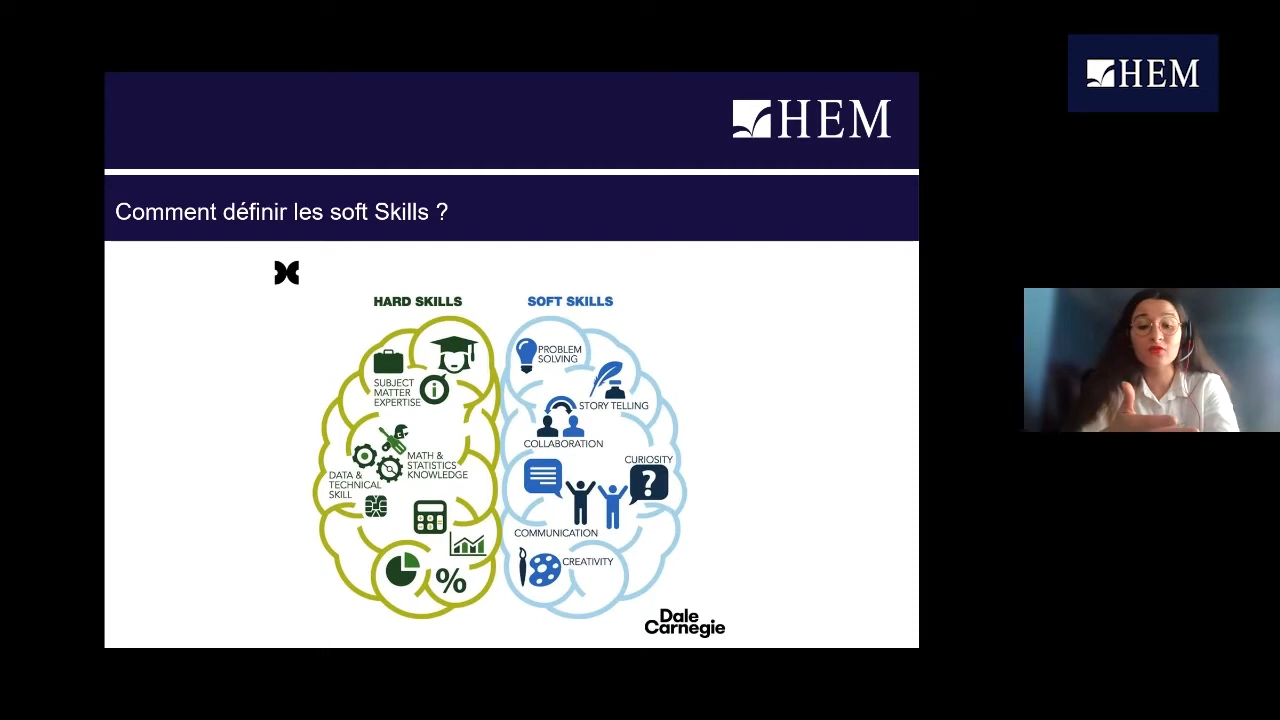 HEM
HEM
Comment définir les soft Skills ?
HARD SKILLS
SOFT SKILLS
SUBJECT
MATTER
EXPERTISE
i
MATH &
STATISTICS
KNOWLEDGE
DATA &
TECHNICAL
SKILL
%
PROBLEM
SOLVING
STORY TELLING
COLLABORATION
CURIOSITY
?
COMMUNICATION
CREATIVITY
Dale
Carnegie